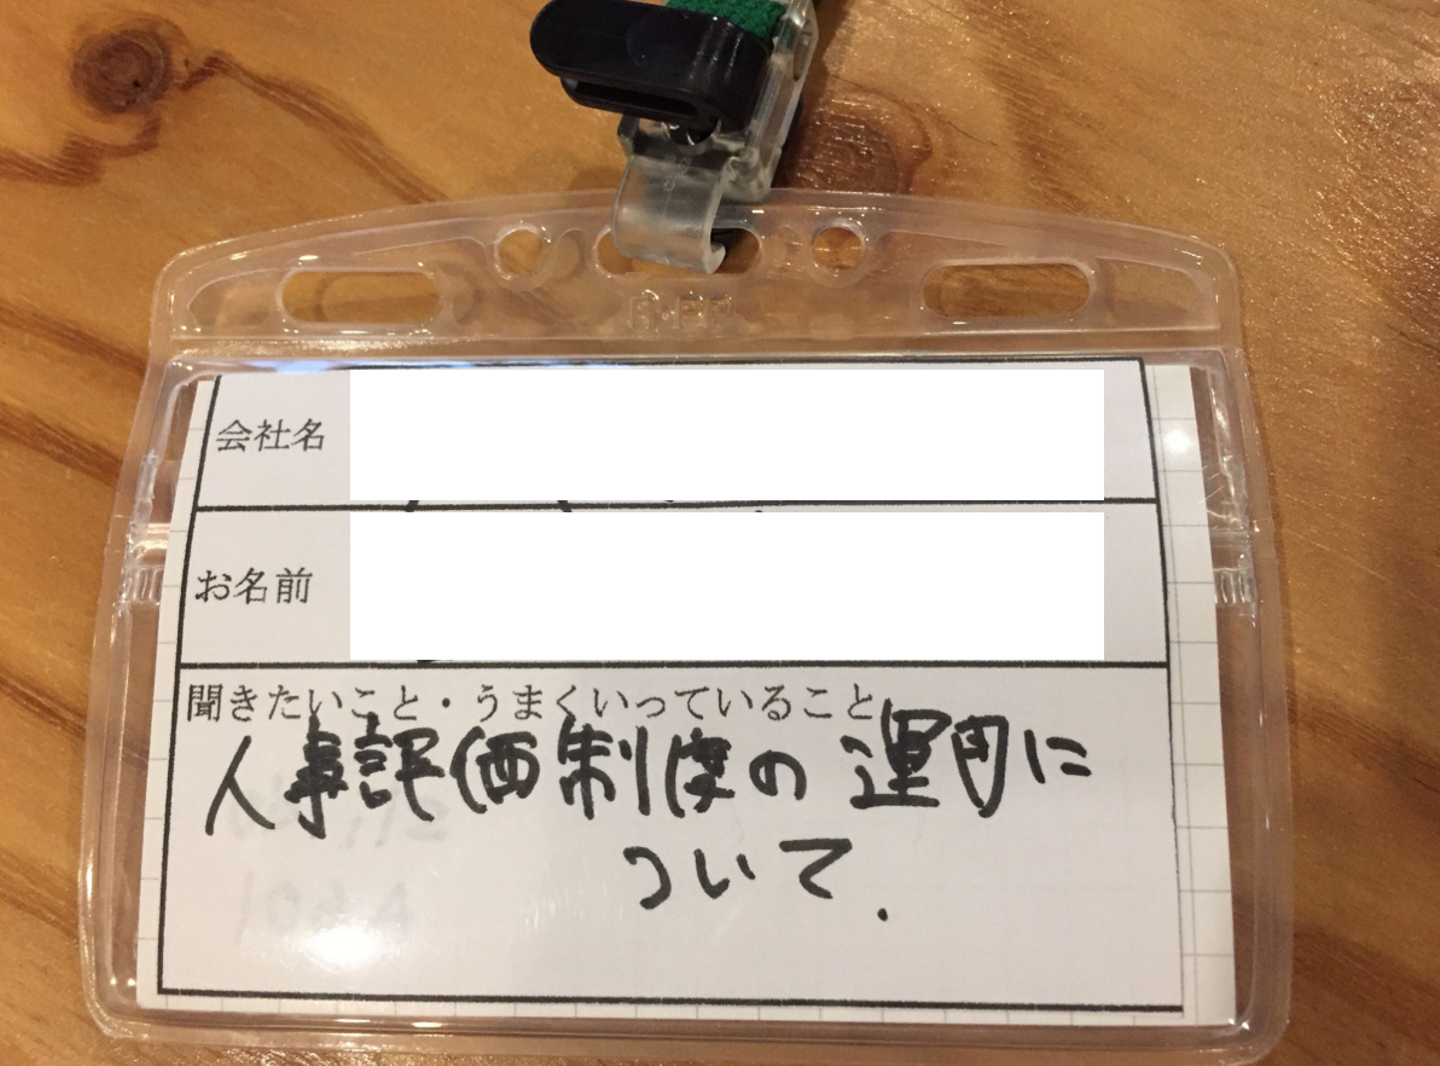 会社名
お名前
聞きたいこと・うまくいっていること
人事評価制度の運用に
ついて.